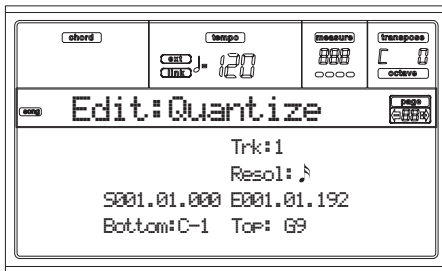 chord tempo measure transpose
ext link ♩= 120 888 C 0
octave
song Edit:Quantize page
Trk:1
Resol:♪
S001.01.000 E001.01.192
Bottom:C-1 Top: G9